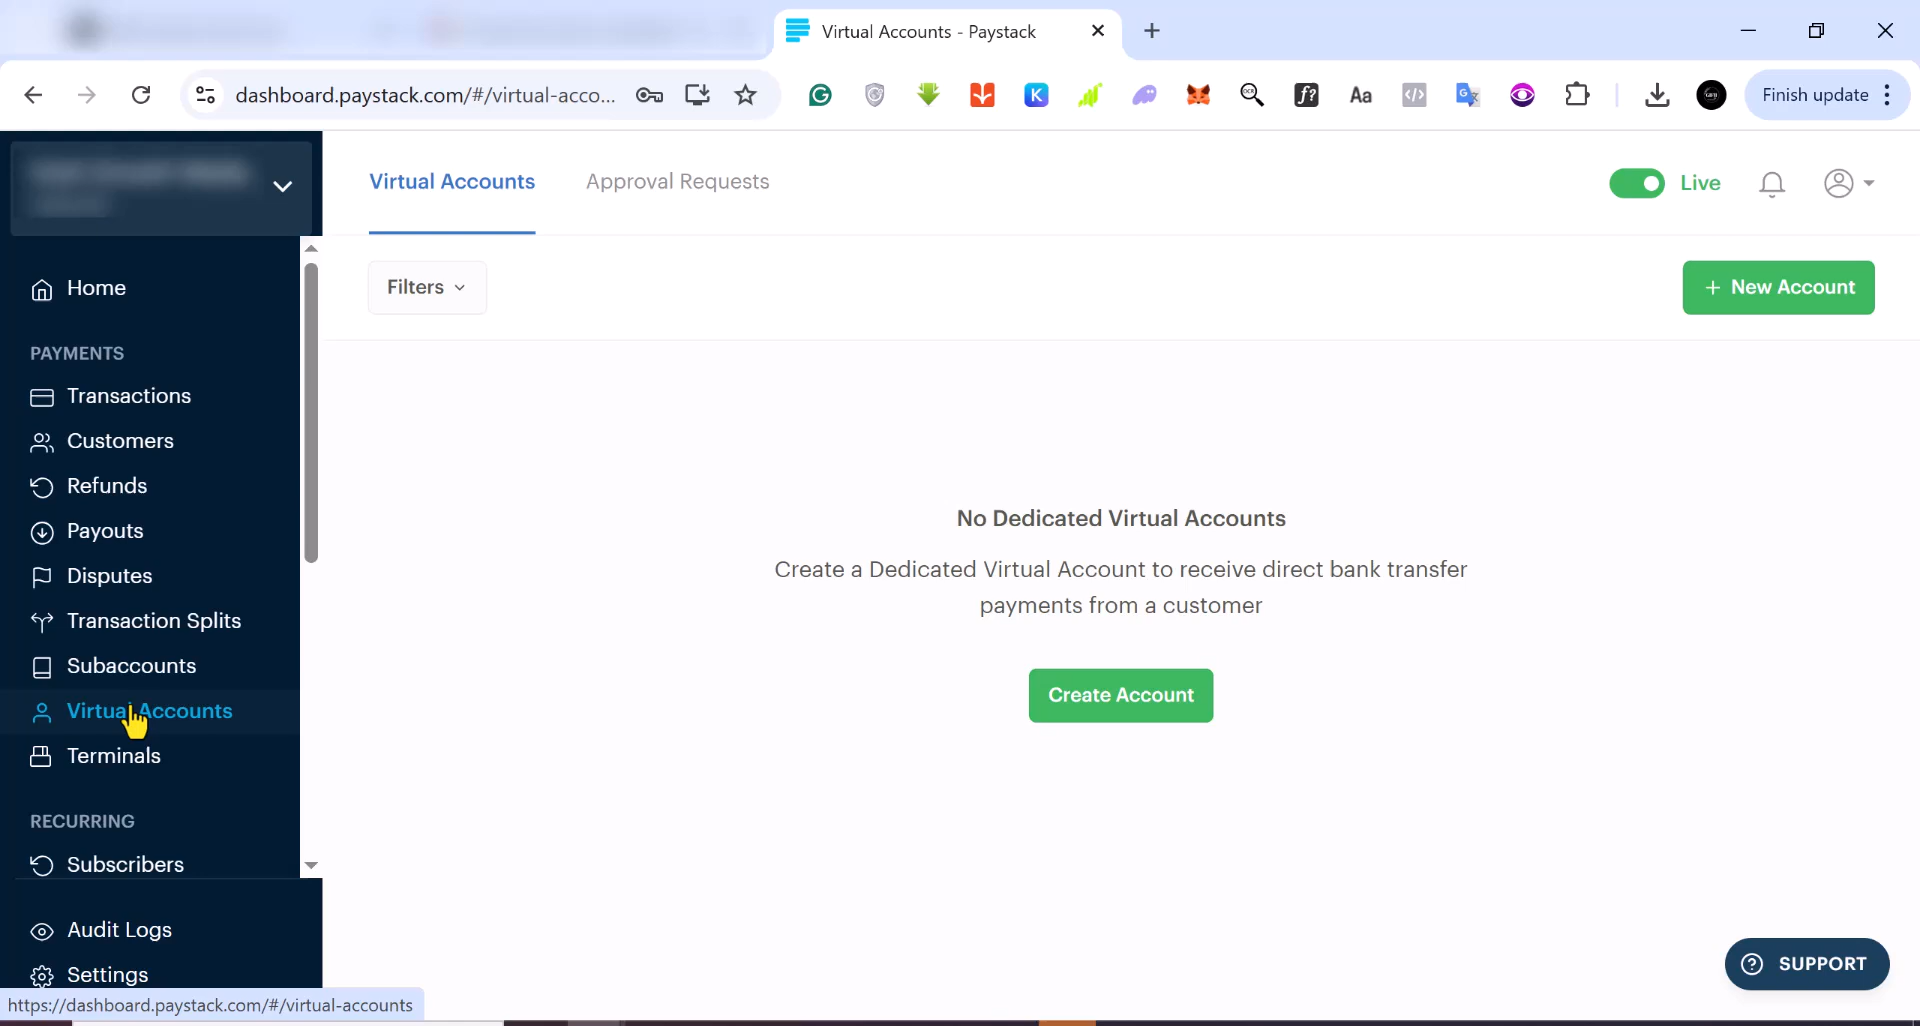 Virtual Accounts - Paystack
dashboard.paystack.com/#/virtual-acco...
Finish update
Virtual Accounts
Approval Requests
Live
Filters
+ New Account
Home
PAYMENTS
Transactions
Customers
Refunds
Payouts
Disputes
Transaction Splits
Subaccounts
Virtual Accounts
Terminals
RECURRING
Subscribers
Audit Logs
Settings
No Dedicated Virtual Accounts
Create a Dedicated Virtual Account to receive direct bank transfer
payments from a customer
Create Account
SUPPORT
https://dashboard.paystack.com/#/virtual-accounts